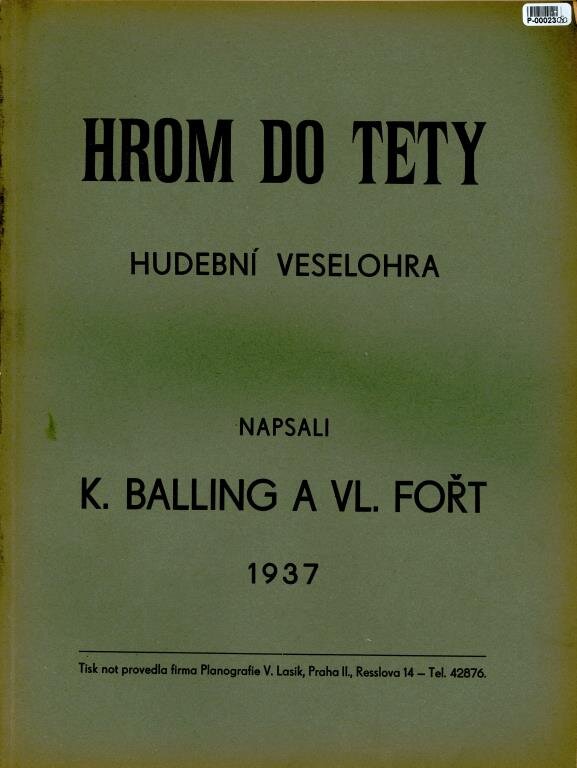 P-00023
HROM DO TETY
HUDEBNÍ VESELOHRA
NAPSALI
K. BALLING A VL. FOŘT
1937
Tisk not provedla firma Planografie V. Lasík, Praha II., Resslova 14 – Tel. 42876.